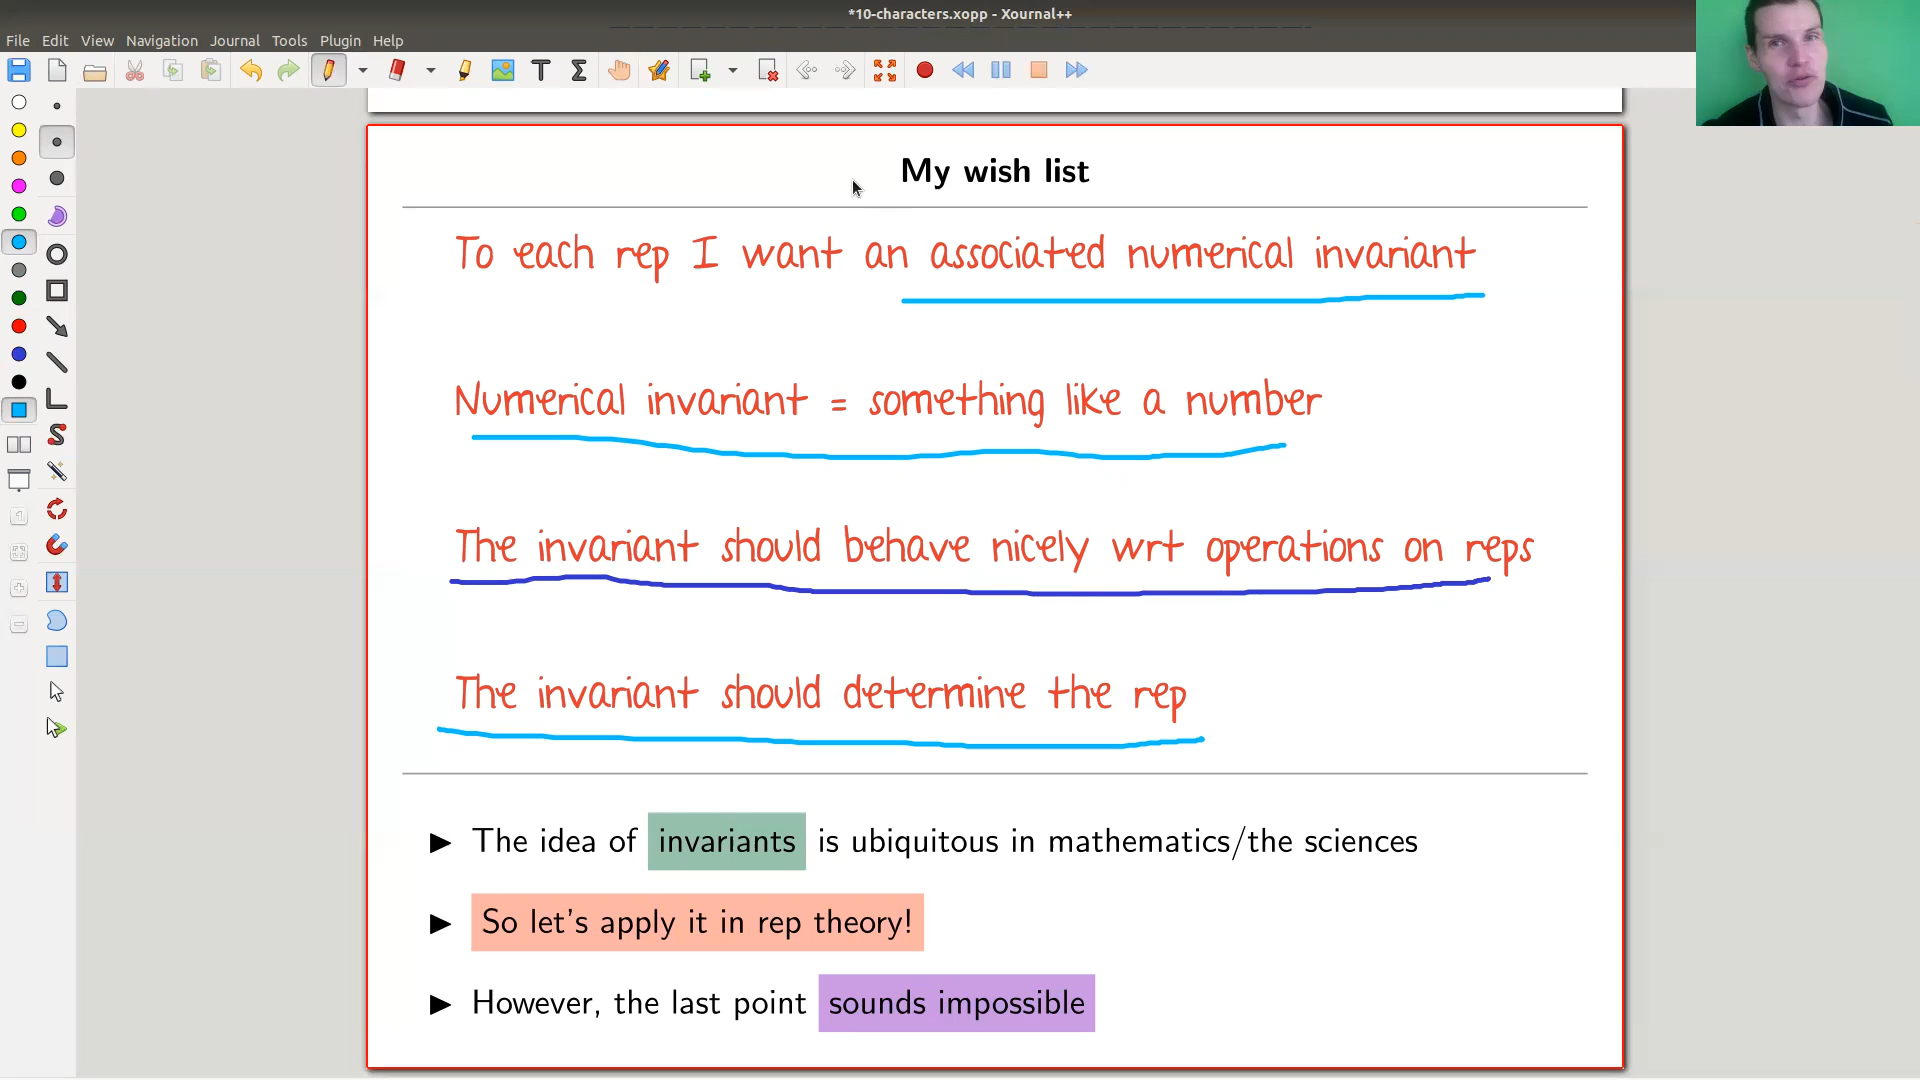 *10-characters.xopp - Xournal++
File Edit View Navigation Journal Tools Plugin Help
My wish list
To each rep I want an associated numerical invariant
Numerical invariant = something like a number
The invariant should behave nicely wrt operations on reps
The invariant should determine the rep
▶ The idea of invariants is ubiquitous in mathematics/the sciences
▶ So let's apply it in rep theory!
▶ However, the last point sounds impossible